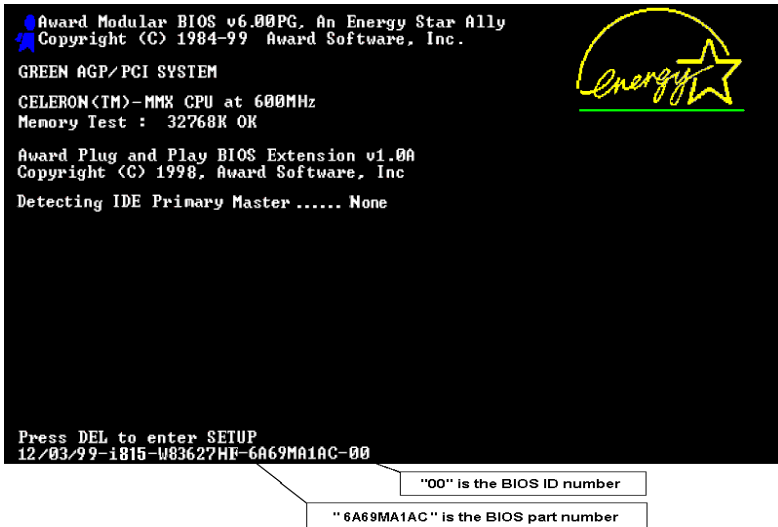 Award Modular BIOS v6.00PG, An Energy Star Ally
Copyright (C) 1984-99 Award Software, Inc.
energy
GREEN AGP/PCI SYSTEM
CELERON(TM)-MMX CPU at 600MHz
Memory Test : 32768K OK
Award Plug and Play BIOS Extension v1.0A
Copyright (C) 1998, Award Software, Inc
Detecting IDE Primary Master ...... None
Press DEL to enter SETUP
12/03/99-i815-W83627HF-6A69MA1AC-00
"00" is the BIOS ID number
" 6A69MA1AC " is the BIOS part number